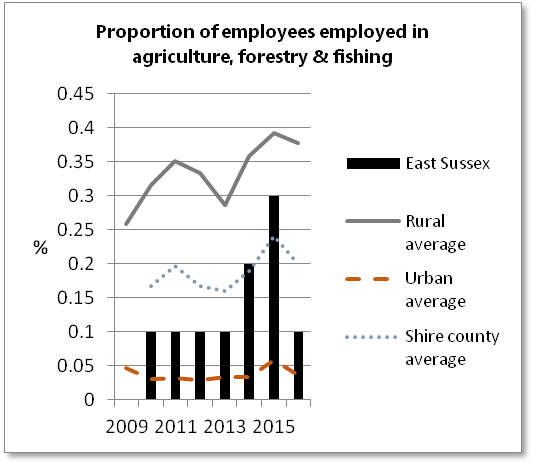 Proportion of employees employed in
agriculture, forestry & fishing
0.45
0.4
0.35
0.3
0.25
0.2
0.15
0.1
0.05
0
%
2009 2011 2013 2015
East Sussex
Rural
average
Urban
average
Shire county
average